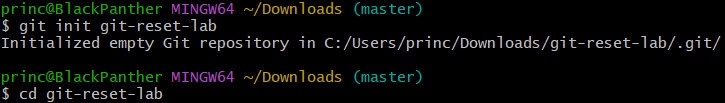 princ@BlackPanther MINGW64 ~/Downloads (master)
$ git init git-reset-lab
Initialized empty Git repository in C:/Users/princ/Downloads/git-reset-lab/.git/
princ@BlackPanther MINGW64 ~/Downloads (master)
$ cd git-reset-lab